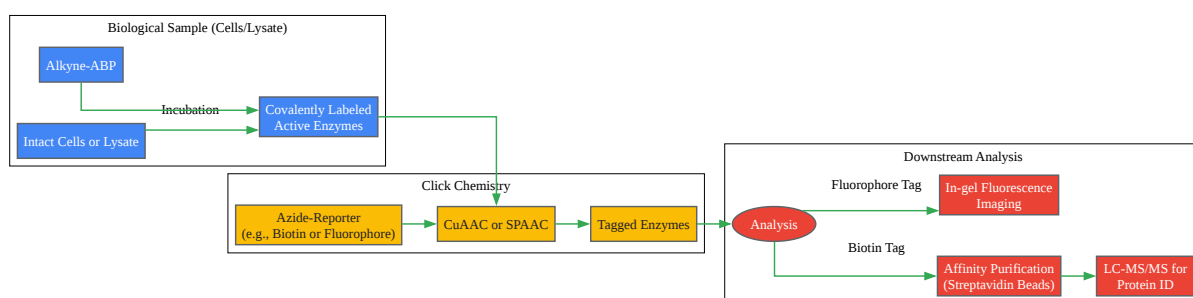 Biological Sample (Cells/Lysate)
Alkyne-ABP
Incubation
Intact Cells or Lysate
Covalently Labeled
Active Enzymes
Click Chemistry
Azide-Reporter
(e.g., Biotin or Fluorophore)
CuAAC or SPAAC
Tagged Enzymes
Downstream Analysis
Analysis
Fluorophore Tag
In-gel Fluorescence
Imaging
Biotin Tag
Affinity Purification
(Streptavidin Beads)
LC-MS/MS for
Protein ID